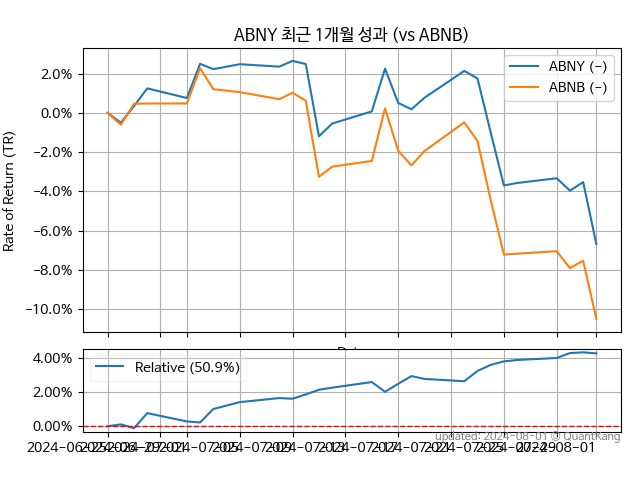 ABNY 최근 1개월 성과 (vs ABNB)
ABNY (-)
ABNB (-)
2.0%
0.0%
-2.0%
-4.0%
-6.0%
-8.0%
-10.0%
Rate of Return (TR)
4.00%
2.00%
0.00%
Relative (50.9%)
updated: 2024-08-01 © QuantKang